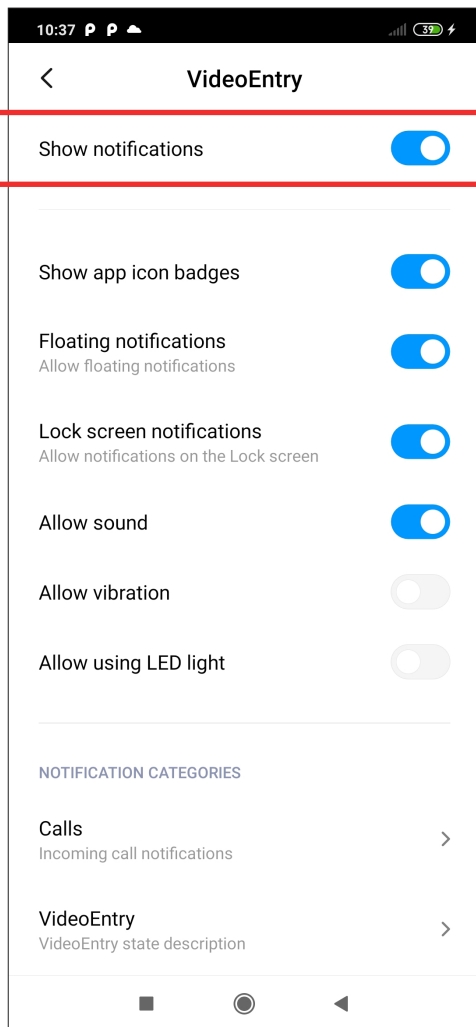 10:37 P P
39
VideoEntry
Show notifications
Show app icon badges
Floating notifications
Allow floating notifications
Lock screen notifications
Allow notifications on the Lock screen
Allow sound
Allow vibration
Allow using LED light
NOTIFICATION CATEGORIES
Calls
Incoming call notifications
VideoEntry
VideoEntry state description